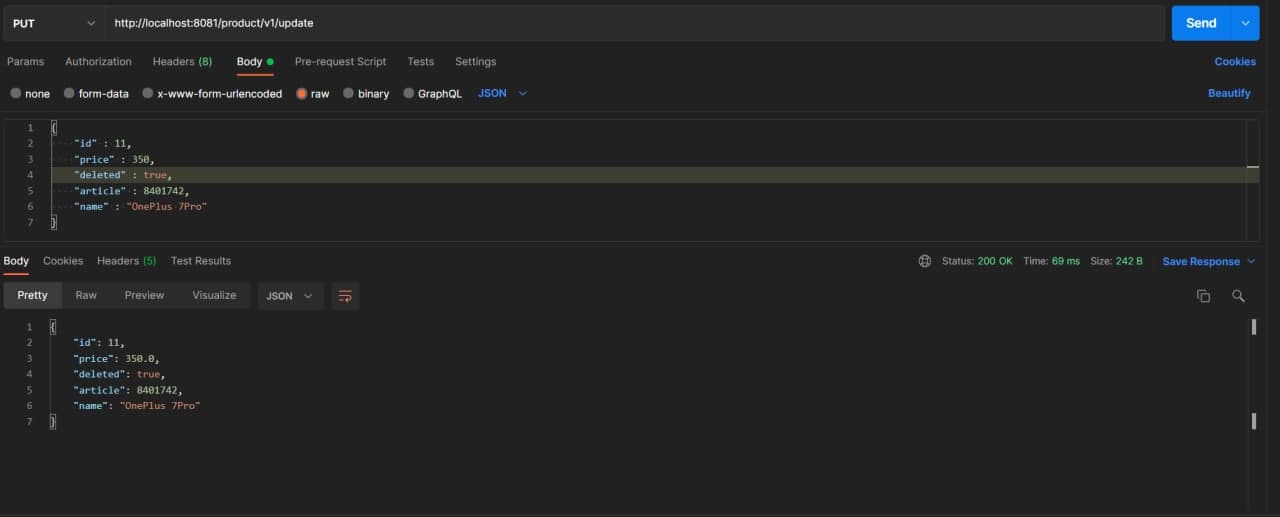 PUT http://localhost:8081/product/v1/update Send
Params Authorization Headers (8) Body Pre-request Script Tests Settings Cookies
none form-data x-www-form-urlencoded raw binary GraphQL JSON Beautify
1 {
2 "id" : 11,
3 "price" : 350,
4 "deleted" : true,
5 "article" : 8401742,
6 "name" : "OnePlus 7Pro"
7 }
Body Cookies Headers (5) Test Results Status: 200 OK Time: 69 ms Size: 242 B Save Response
Pretty Raw Preview Visualize JSON
1 {
2 "id": 11,
3 "price": 350.0,
4 "deleted": true,
5 "article": 8401742,
6 "name": "OnePlus 7Pro"
7 }